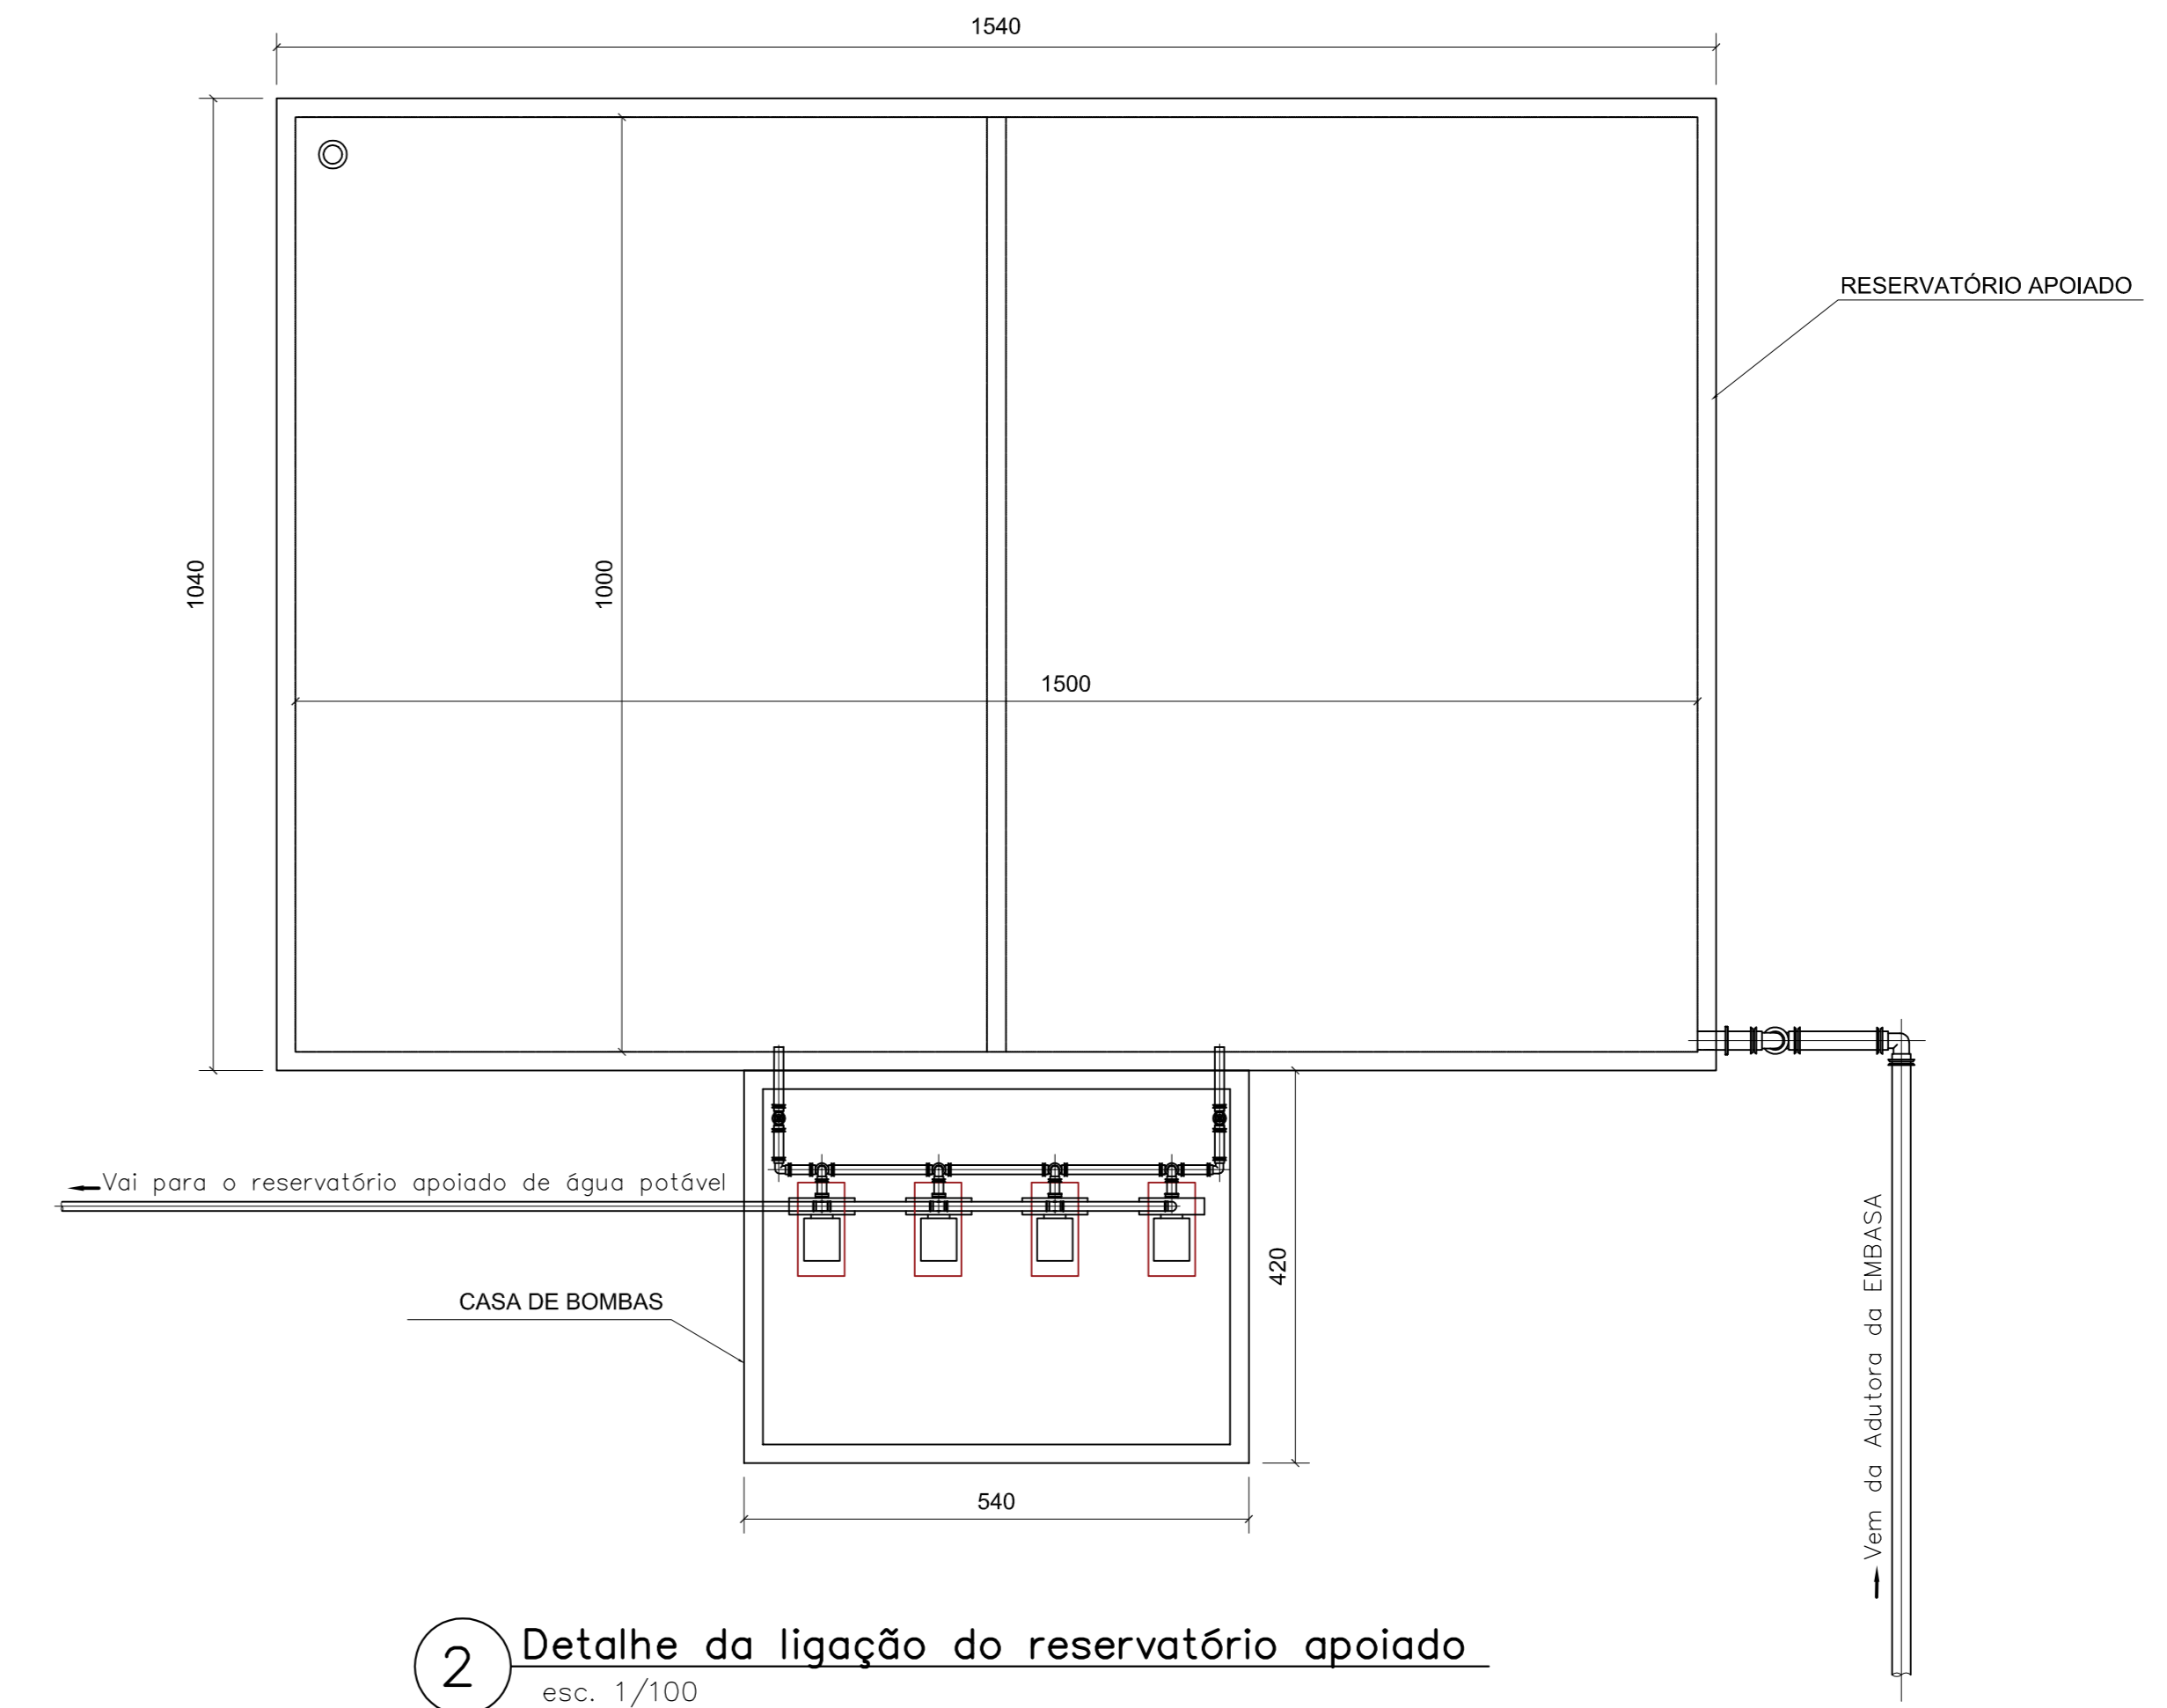 1540
RESERVATÓRIO APOIADO
1040
1000
1500
Vai para o reservatório apoiado de água potável
CASA DE BOMBAS
420
540
Vem da Adutora da EMBASA
2
Detalhe da ligação do reservatório apoiado
esc. 1/100